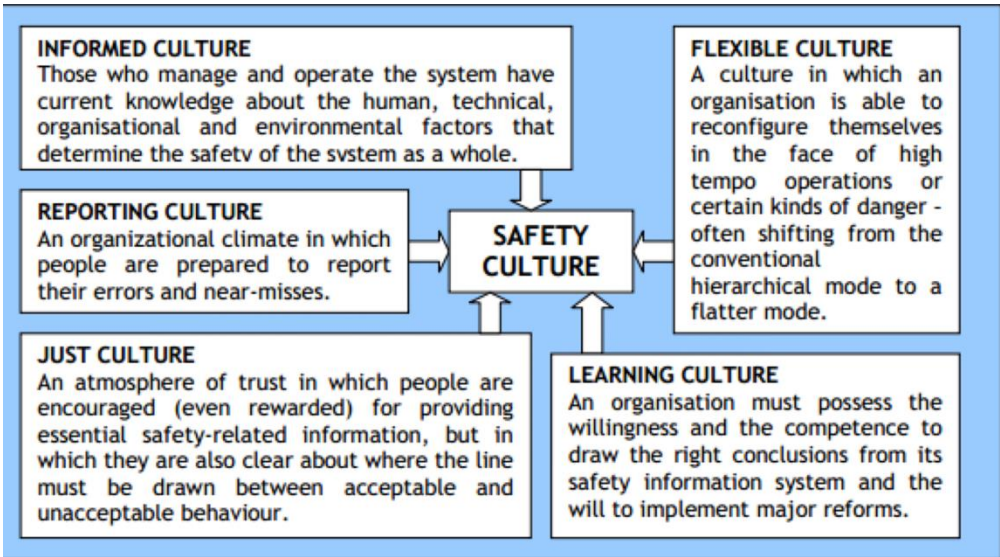 INFORMED CULTURE
Those who manage and operate the system have
current knowledge about the human, technical,
organisational and environmental factors that
determine the safety of the system as a whole.
REPORTING CULTURE
An organizational climate in which
people are prepared to report
their errors and near-misses.
JUST CULTURE
An atmosphere of trust in which people are
encouraged (even rewarded) for providing
essential safety-related information, but in
which they are also clear about where the line
must be drawn between acceptable and
unacceptable behaviour.
SAFETY
CULTURE
FLEXIBLE CULTURE
A culture in which an
organisation is able to
reconfigure themselves
in the face of high
tempo operations or
certain kinds of danger -
often shifting from the
conventional
hierarchical mode to a
flatter mode.
LEARNING CULTURE
An organisation must possess the
willingness and the competence to
draw the right conclusions from its
safety information system and the
will to implement major reforms.